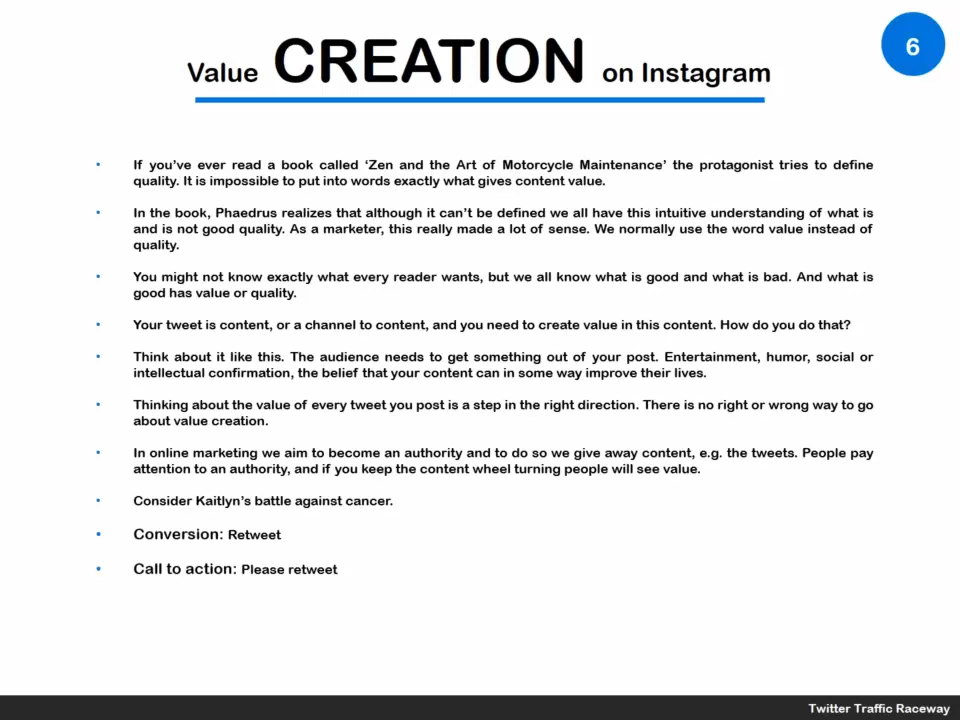 Value CREATION on Instagram
6
• If you’ve ever read a book called ‘Zen and the Art of Motorcycle Maintenance’ the protagonist tries to define
quality. It is impossible to put into words exactly what gives content value.
• In the book, Phaedrus realizes that although it can’t be defined we all have this intuitive understanding of what is
and is not good quality. As a marketer, this really made a lot of sense. We normally use the word value instead of
quality.
• You might not know exactly what every reader wants, but we all know what is good and what is bad. And what is
good has value or quality.
• Your tweet is content, or a channel to content, and you need to create value in this content. How do you do that?
• Think about it like this. The audience needs to get something out of your post. Entertainment, humor, social or
intellectual confirmation, the belief that your content can in some way improve their lives.
• Thinking about the value of every tweet you post is a step in the right direction. There is no right or wrong way to go
about value creation.
• In online marketing we aim to become an authority and to do so we give away content, e.g. the tweets. People pay
attention to an authority, and if you keep the content wheel turning people will see value.
• Consider Kaitlyn’s battle against cancer.
• Conversion: Retweet
• Call to action: Please retweet
Twitter Traffic Raceway